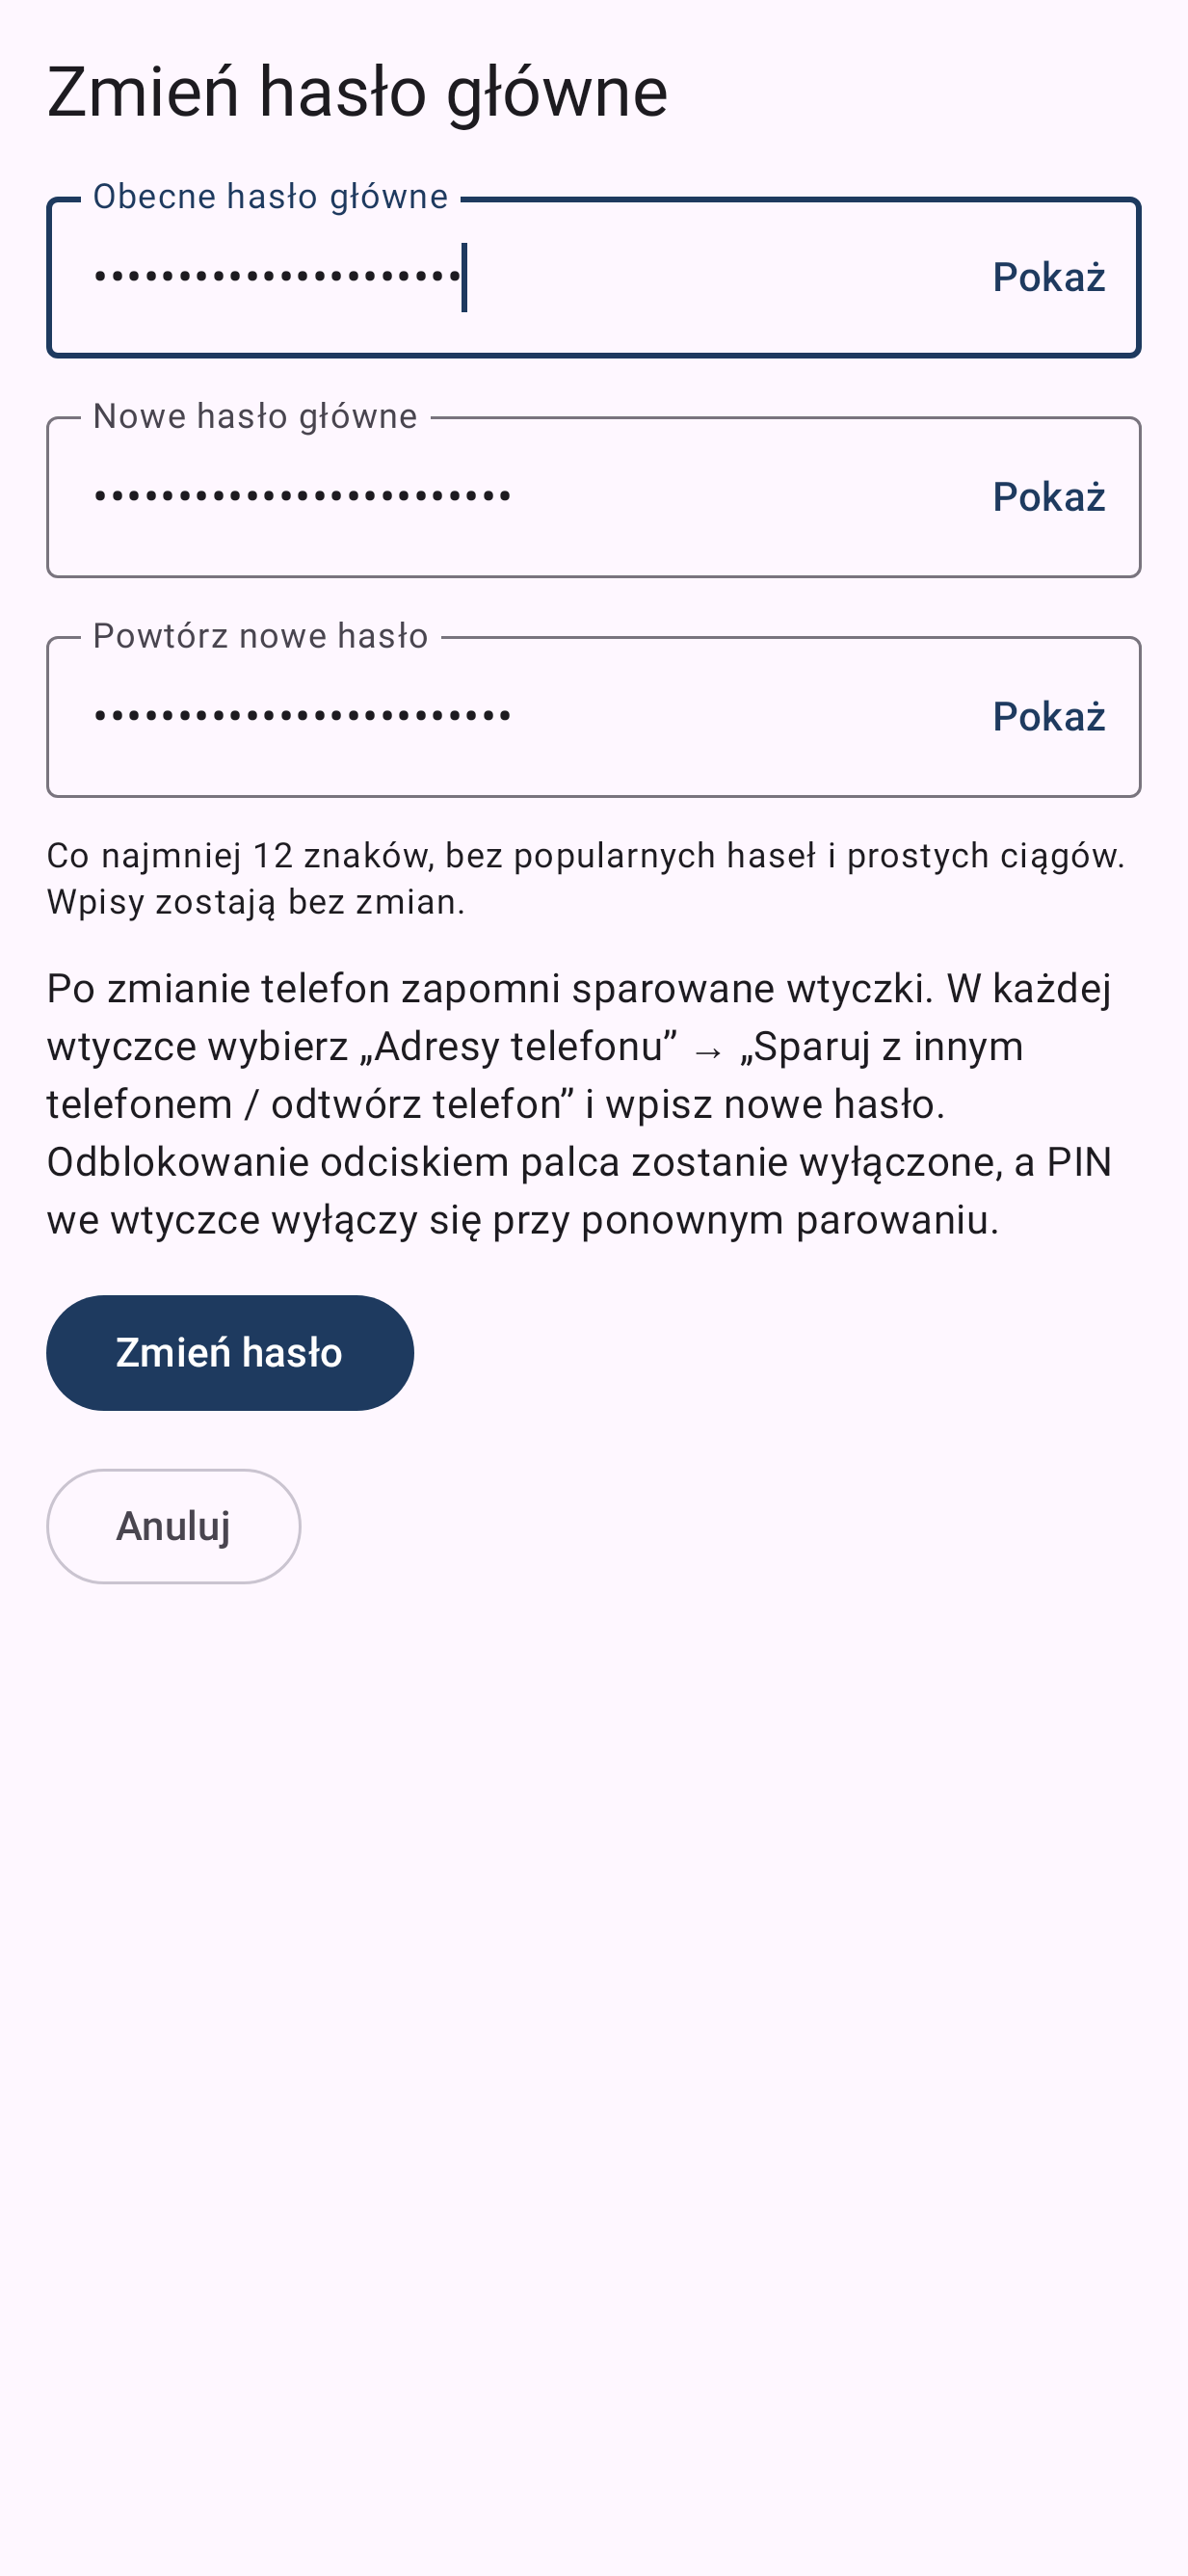 Zmień hasło główne
Obecne hasło główne
•••••••••••••••••••••• Pokaż
Nowe hasło główne
••••••••••••••••••••••••• Pokaż
Powtórz nowe hasło
••••••••••••••••••••••••• Pokaż
Co najmniej 12 znaków, bez popularnych haseł i prostych ciągów.
Wpisy zostają bez zmian.
Po zmianie telefon zapomni sparowane wtyczki. W każdej
wtyczce wybierz „Adresy telefonu” → „Sparuj z innym
telefonem / odtwórz telefon” i wpisz nowe hasło.
Odblokowanie odciskiem palca zostanie wyłączone, a PIN
we wtyczce wyłączy się przy ponownym parowaniu.
Zmień hasło
Anuluj